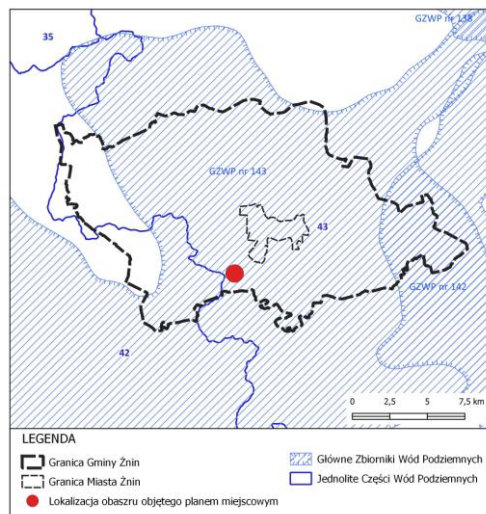 35
GZWP nr 138
GZWP nr 143
43
GZWP nr 142
42
km
0 2,5 5 7,5
LEGENDA
Granica Gminy Żnin
Granica Miasta Żnin
Lokalizacja obaszru objętego planem miejscowym
Główne Zbiorniki Wód Podziemnych
Jednolite Części Wód Podziemnych